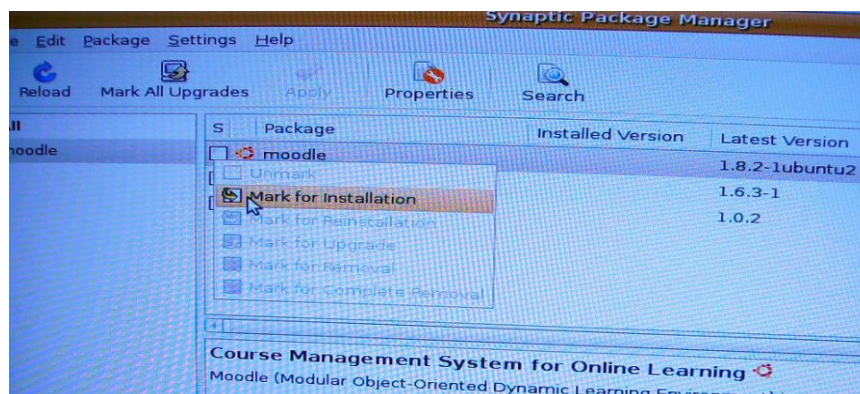 Synaptic Package Manager
e Edit Package Settings Help
Reload Mark All Upgrades Apply Properties Search
All
moodle
S Package Installed Version Latest Version
moodle 1.8.2-1ubuntu2
Unmark
Mark for Installation 1.6.3-1
Mark for Reinstallation 1.0.2
Mark for Upgrade
Mark for Removal
Mark for Complete Removal
Course Management System for Online Learning
Moodle (Modular Object-Oriented Dynamic Learning Environment)